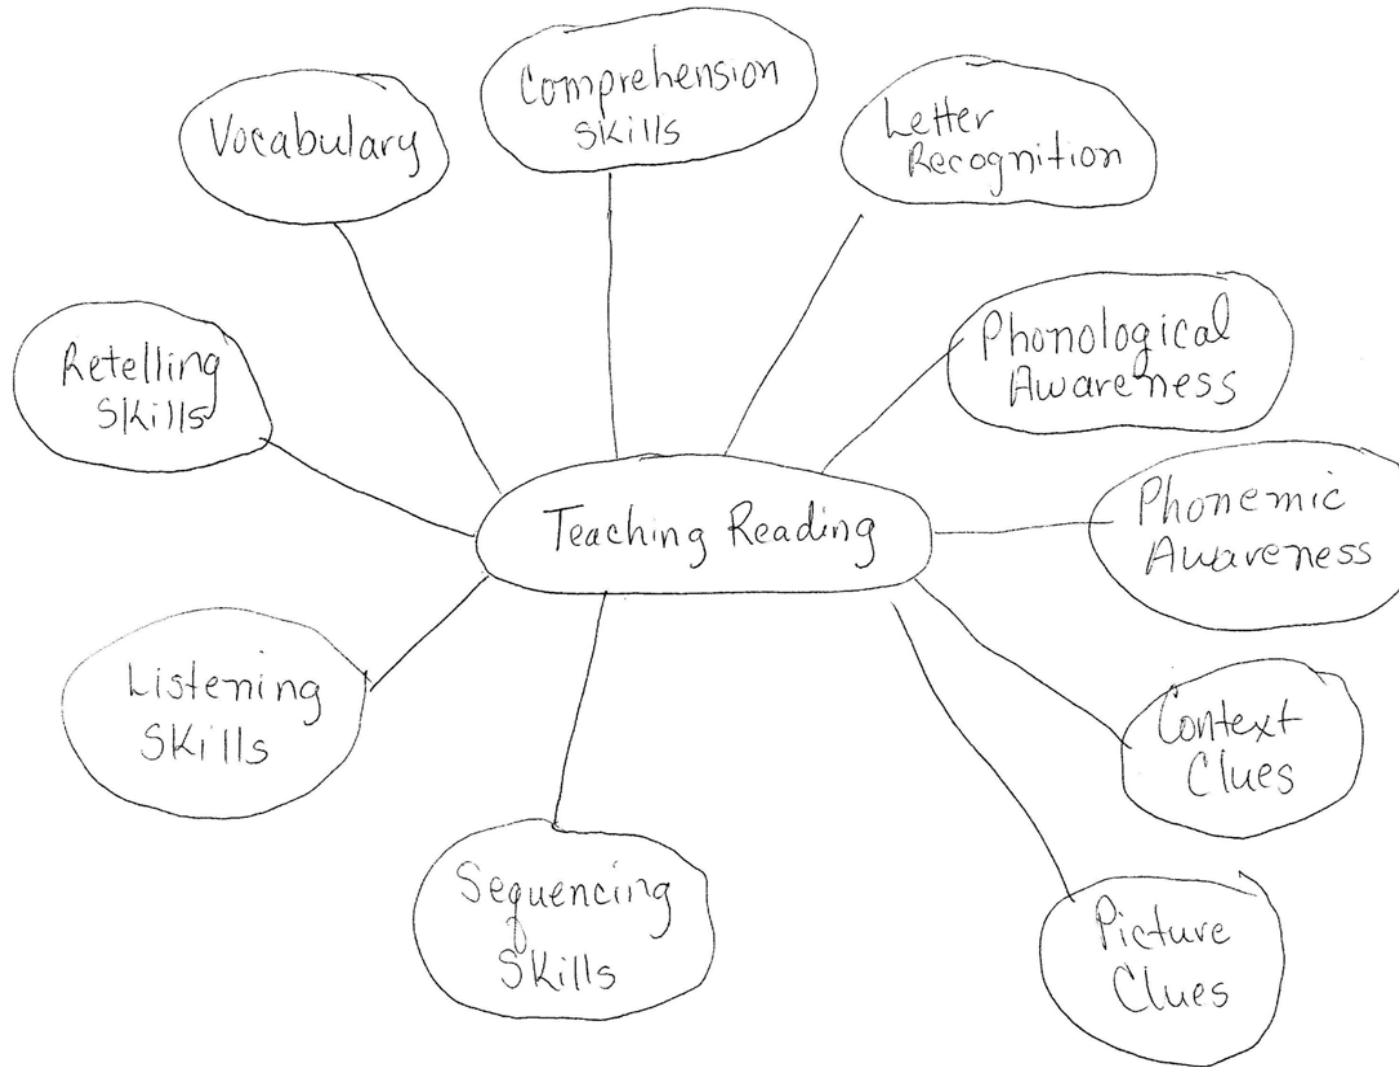 Comprehension
Skills
Vocabulary
Letter
Recognition
Phonological
Awareness
Retelling
Skills
Teaching Reading
Phonemic
Awareness
Listening
Skills
Context
Clues
Sequencing
Skills
Picture
Clues